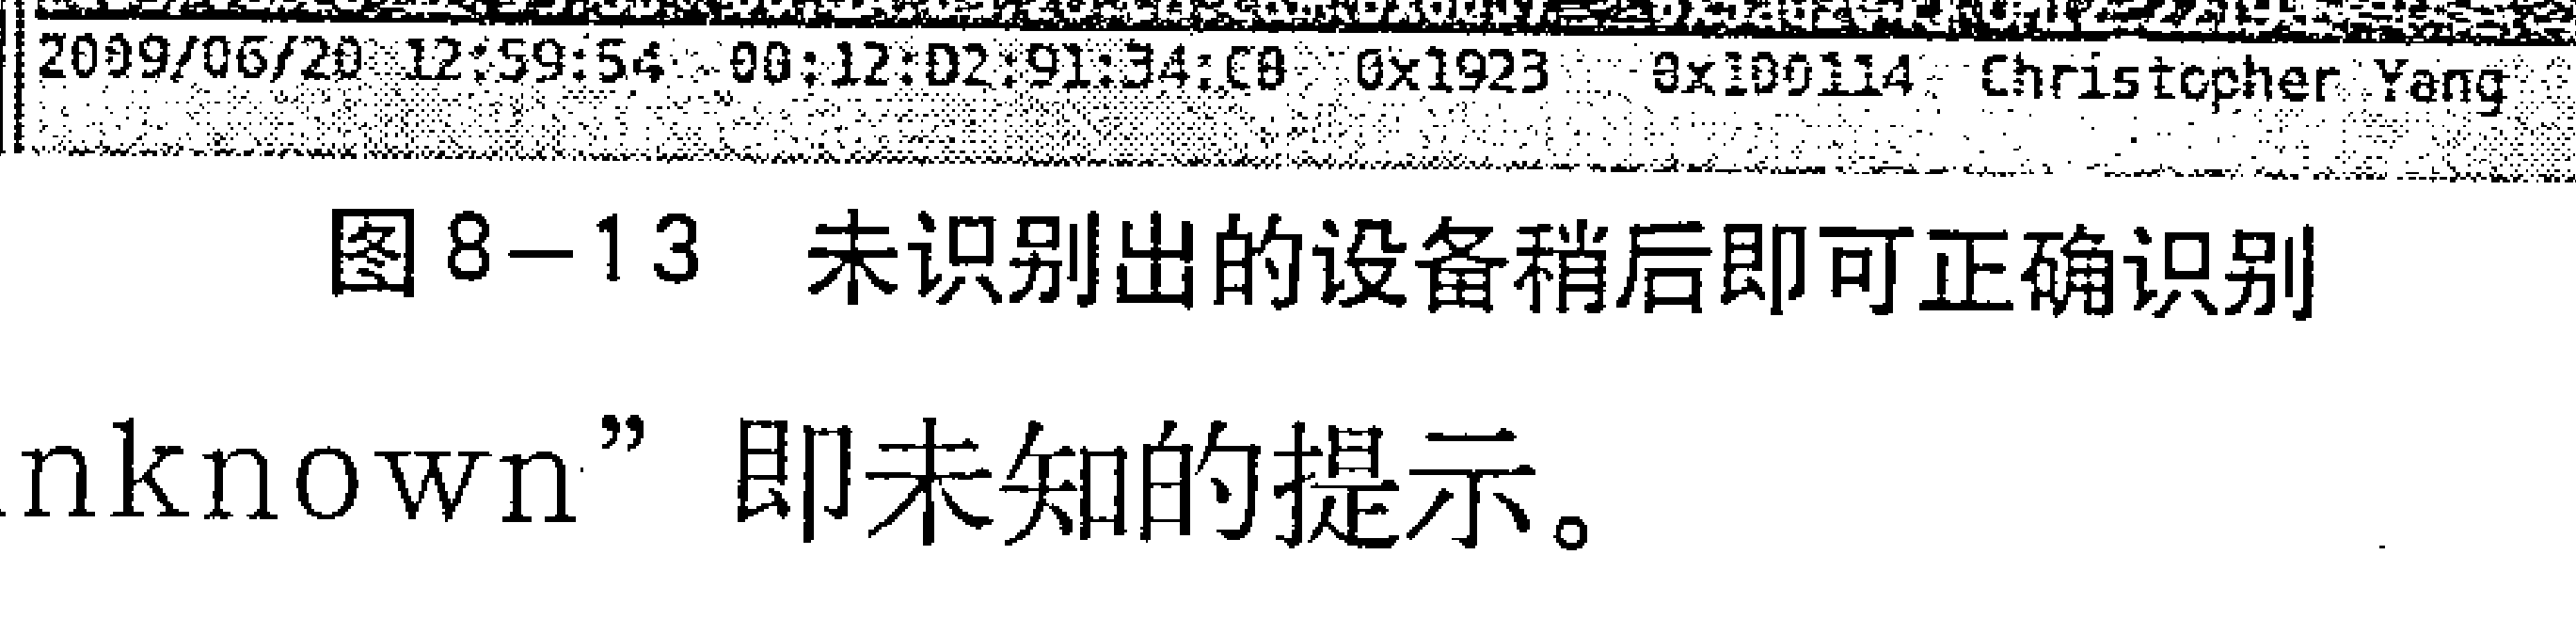 2009/06/20 12:59:54 00:12:D2:91:34:C8 0x1923 0x100114 Christopher Yang
图8-13 未识别出的设备稍后即可正确识别
nknown” 即未知的提示。